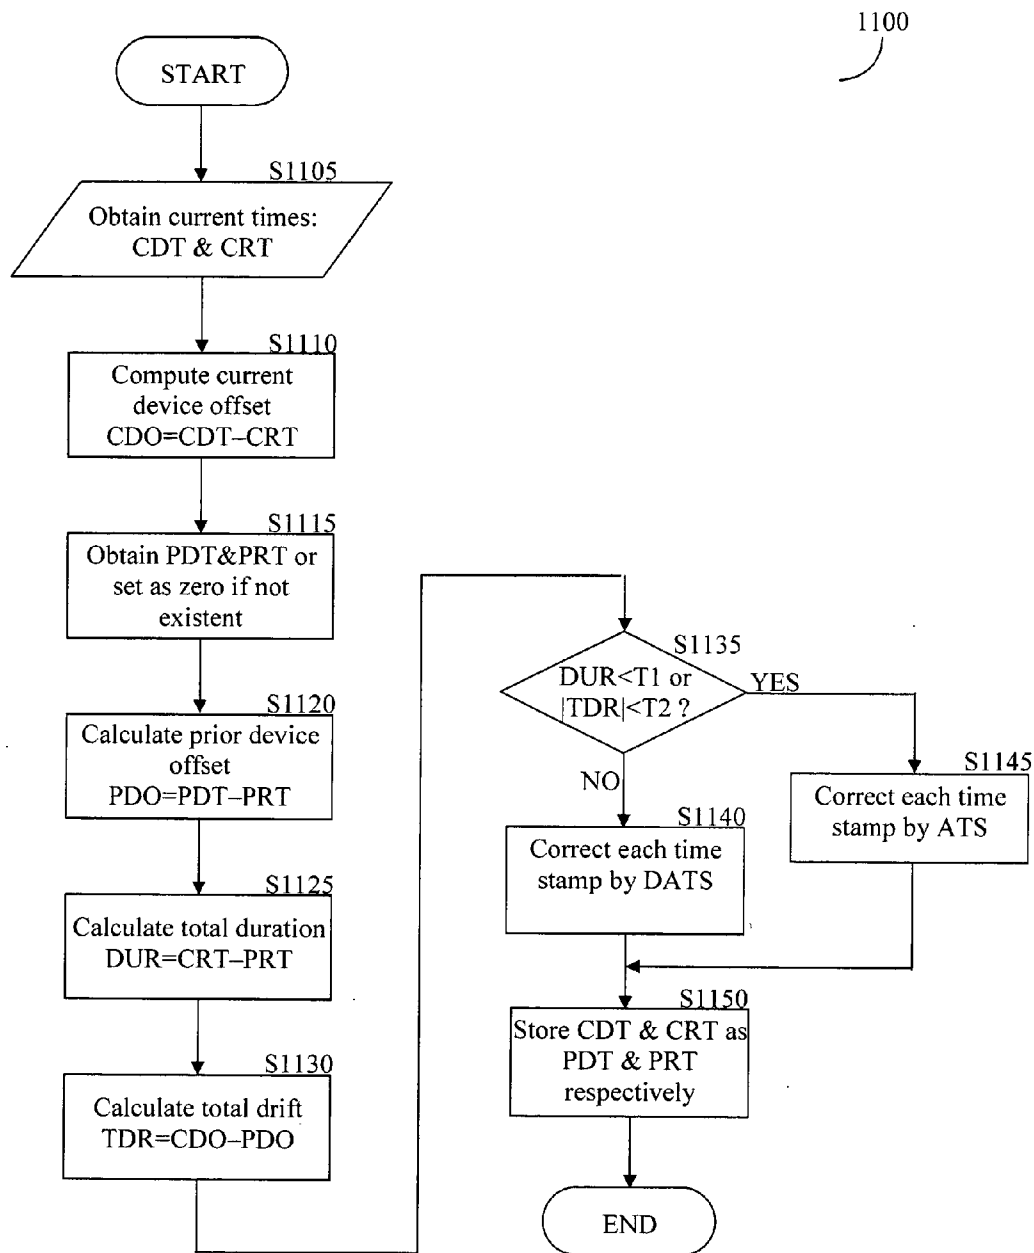 1100
START
S1105
Obtain current times:
CDT & CRT
S1110
Compute current
device offset
CDO=CDT–CRT
S1115
Obtain PDT&PRT or
set as zero if not
existent
S1120
Calculate prior device
offset
PDO=PDT–PRT
S1125
Calculate total duration
DUR=CRT–PRT
S1130
Calculate total drift
TDR=CDO–PDO
S1135
DUR<T1 or
|TDR|<T2 ?
YES
NO
S1140
Correct each time
stamp by DATS
S1145
Correct each time
stamp by ATS
S1150
Store CDT & CRT as
PDT & PRT
respectively
END